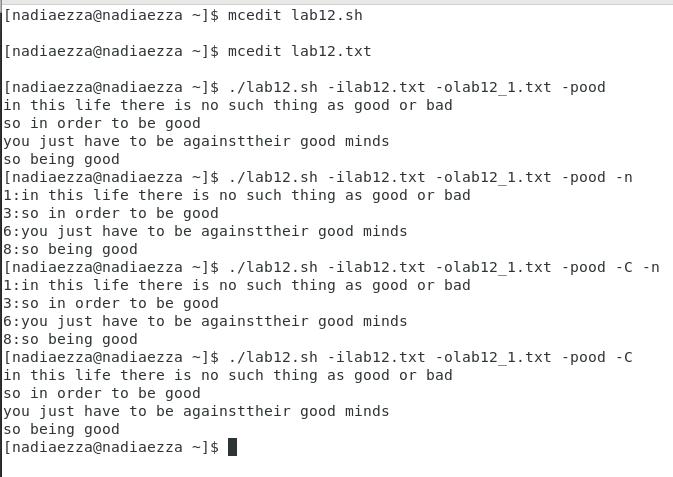 [nadiaezza@nadiaezza ~]$ mcedit lab12.sh
[nadiaezza@nadiaezza ~]$ mcedit lab12.txt
[nadiaezza@nadiaezza ~]$ ./lab12.sh -ilab12.txt -olab12_1.txt -pood
in this life there is no such thing as good or bad
so in order to be good
you just have to be againsttheir good minds
so being good
[nadiaezza@nadiaezza ~]$ ./lab12.sh -ilab12.txt -olab12_1.txt -pood -n
1:in this life there is no such thing as good or bad
3:so in order to be good
6:you just have to be againsttheir good minds
8:so being good
[nadiaezza@nadiaezza ~]$ ./lab12.sh -ilab12.txt -olab12_1.txt -pood -C -n
1:in this life there is no such thing as good or bad
3:so in order to be good
6:you just have to be againsttheir good minds
8:so being good
[nadiaezza@nadiaezza ~]$ ./lab12.sh -ilab12.txt -olab12_1.txt -pood -C
in this life there is no such thing as good or bad
so in order to be good
you just have to be againsttheir good minds
so being good
[nadiaezza@nadiaezza ~]$